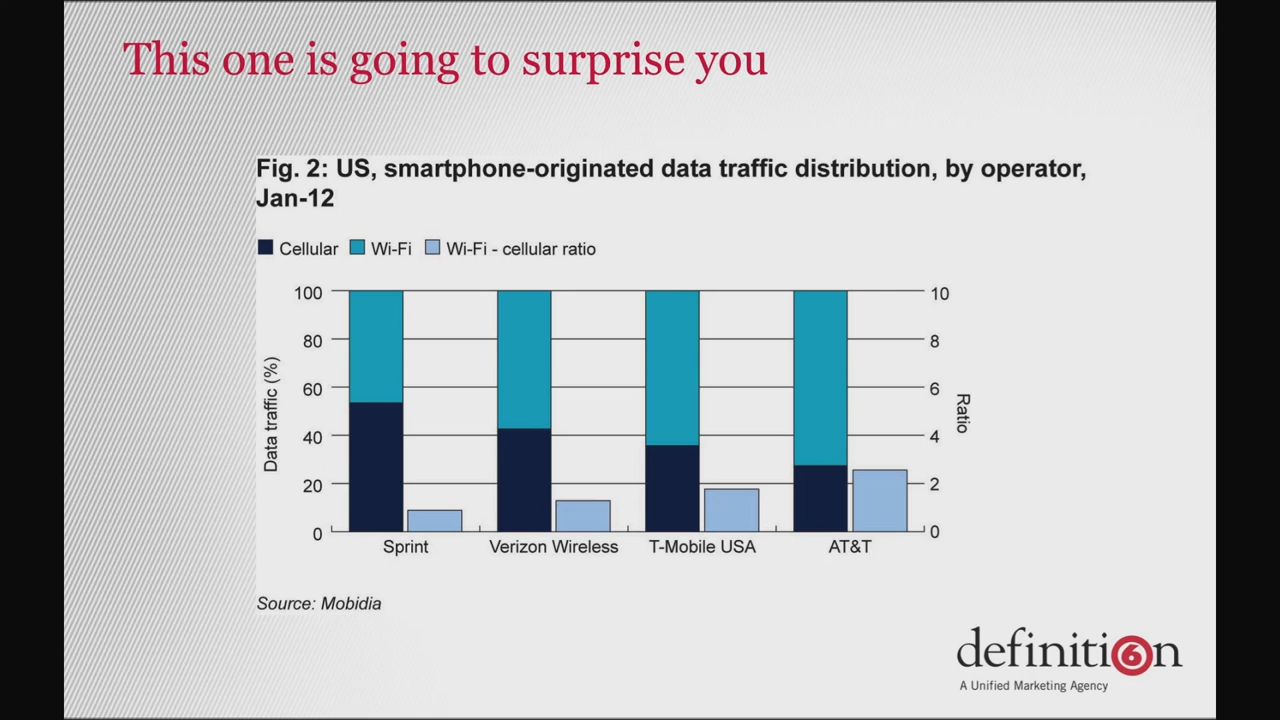 This one is going to surprise you
Fig. 2: US, smartphone-originated data traffic distribution, by operator,
Jan-12
Cellular Wi-Fi Wi-Fi - cellular ratio
100
80
60
40
20
0
Data traffic (%)
10
8
6
4
2
0
Ratio
Sprint Verizon Wireless T-Mobile USA AT&T
Source: Mobidia
definiti6n
A Unified Marketing Agency